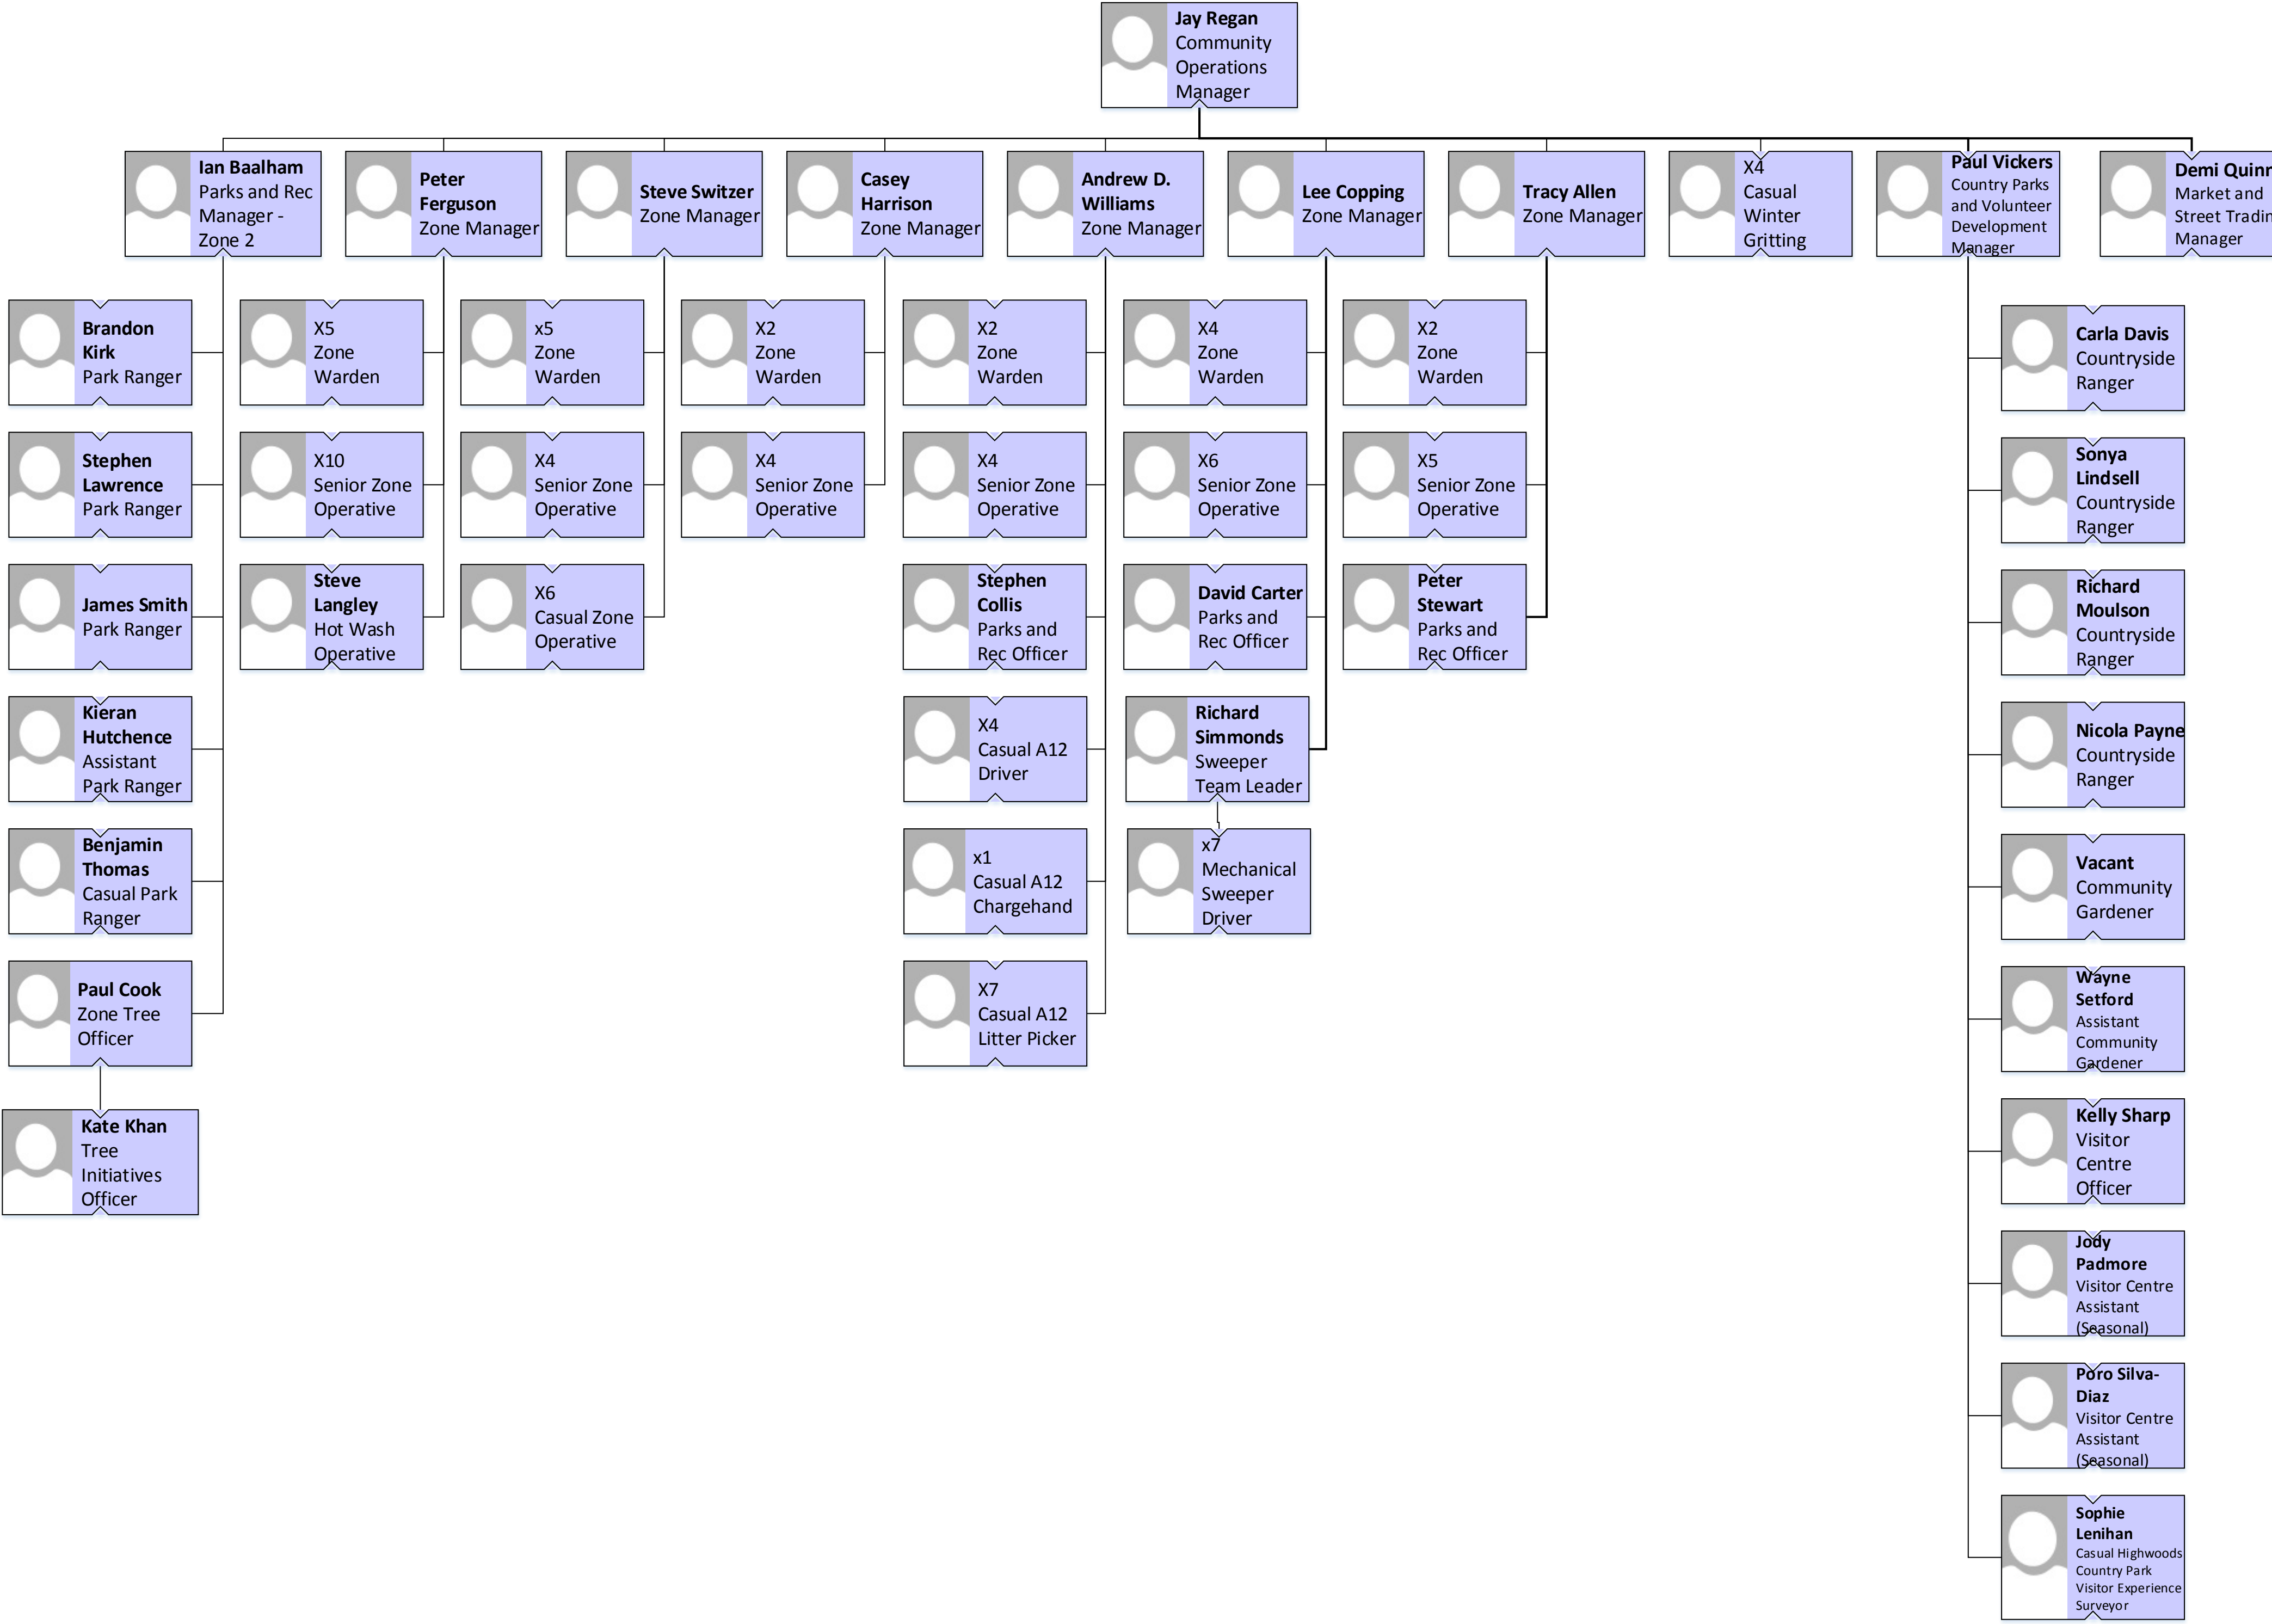 Jay Regan
Community
Operations
Manager
Ian Baalham
Parks and Rec
Manager -
Zone 2
Peter
Ferguson
Zone Manager
Steve Switzer
Zone Manager
Casey
Harrison
Zone Manager
Andrew D.
Williams
Zone Manager
Lee Copping
Zone Manager
Tracy Allen
Zone Manager
X4
Casual
Winter
Gritting
Paul Vickers
Country Parks
and Volunteer
Development
Manager
Demi Quinn
Market and
Street
Manager
Brandon
Kirk
Park Ranger
Stephen
Lawrence
Park Ranger
James Smith
Park Ranger
Kieran
Hutchence
Assistant
Park Ranger
Benjamin
Thomas
Casual Park
Ranger
Paul Cook
Zone Tree
Officer
Kate Khan
Tree
Initiatives
Officer
X5
Zone
Warden
X10
Senior Zone
Operative
Steve
Langley
Hot Wash
Operative
x5
Zone
Warden
X4
Senior Zone
Operative
X6
Casual Zone
Operative
X2
Zone
Warden
X4
Senior Zone
Operative
X2
Zone
Warden
X4
Senior Zone
Operative
Stephen
Collis
Parks and
Rec Officer
X4
Casual A12
Driver
x1
Casual A12
Chargehand
X7
Casual A12
Litter Picker
X4
Zone
Warden
X6
Senior Zone
Operative
David Carter
Parks and
Rec Officer
Richard
Simmonds
Sweeper
Team Leader
x7
Mechanical
Sweeper
Driver
X2
Zone
Warden
X5
Senior Zone
Operative
Peter
Stewart
Parks and
Rec Officer
Carla Davis
Countryside
Ranger
Sonya
Lindsell
Countryside
Ranger
Richard
Moulson
Countryside
Ranger
Nicola Payne
Countryside
Ranger
Vacant
Community
Gardener
Wayne
Setford
Assistant
Community
Gardener
Kelly Sharp
Visitor
Centre
Officer
Jody
Padmore
Visitor Centre
Assistant
(Seasonal)
Poro Silva-
Diaz
Visitor Centre
Assistant
(Seasonal)
Sophie
Lenihan
Casual Highwoods
Country Park
Visitor Experience
Surveyor